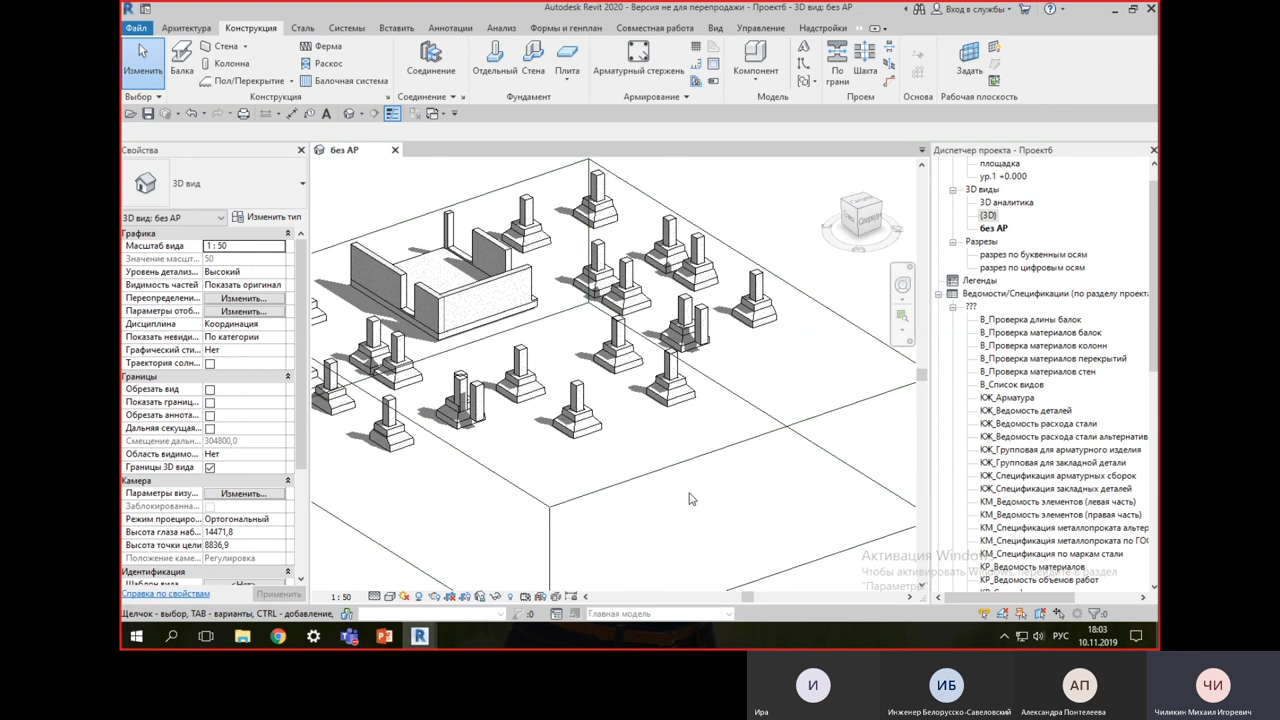 Autodesk Revit 2020 - Версия не для перепродажи - Проект6 - 3D вид: без АР
Вход в службы
Файл Архитектура Конструкция Сталь Системы Вставить Аннотации Анализ Формы и генплан Совместная работа Вид Управление Надстройки
Изменить
Балка
Стена
Колонна
Пол/Перекрытие
Ферма
Раскос
Балочная система
Соединение
Отдельный Стена Плита
Арматурный стержень
Компонент
По грани
Шахта
Задать
Выбор Конструкция Соединение Фундамент Армирование Модель Проем Основа Рабочая плоскость
Свойства
3D вид
3D вид: без АР
Изменить тип
Графика
Масштаб вида 1 : 50
Значение масшт... 50
Уровень детализ... Высокий
Видимость частей Показать оригинал
Переопределени... Изменить...
Параметры отоб... Изменить...
Дисциплина Координация
Показать невиди... По категории
Графический сти... Нет
Траектория солн...
Границы
Обрезать вид
Показать границ...
Обрезать аннота...
Дальняя секущая...
Смещение дальн... 304800,0
Область видимо... Нет
Границы 3D вида
Камера
Параметры визу... Изменить...
Заблокированна...
Режим проециро... Ортогональный
Высота глаза наб... 14471,8
Высота точки цели 8836,9
Положение каме... Регулировка
Идентификация
Шаблон вида <Нет>
Справка по свойствам
Применить
без АР
Диспетчер проекта - Проект6
площадка
ур.1 +0.000
3D виды
3D аналитика
{3D}
без АР
Разрезы
разрез по буквенным осям
разрез по цифровым осям
Легенды
Ведомости/Спецификации (по разделу проекта
???
В_Проверка длины балок
В_Проверка материалов балок
В_Проверка материалов колонн
В_Проверка материалов перекрытий
В_Проверка материалов стен
В_Список видов
КЖ_Арматура
КЖ_Ведомость деталей
КЖ_Ведомость расхода стали
КЖ_Ведомость расхода стали альтернатив
КЖ_Групповая для арматурного изделия
КЖ_Групповая для закладной детали
КЖ_Спецификация арматурных сборок
КЖ_Спецификация закладных деталей
КМ_Ведомость элементов (левая часть)
КМ_Ведомость элементов (правая часть)
КМ_Спецификация металлопроката альтер
КМ_Спецификация металлопроката по ГО
КМ_Спецификация по маркам стали
КР_Ведомость материалов
КР_Ведомость объемов работ
Активация Windows
Чтобы активировать Windows, перейдите в раздел
"Параметры
1 : 50
Щелчок - выбор, TAB - варианты, CTRL - добавление,
:0
Главная модель
:0
РУС
18:03
10.11.2019
И
Ира
ИБ
Инженер Белорусско-Савеловский
АП
Александра Понтелеева
ЧИ
Чиликин Михаил Игоревич